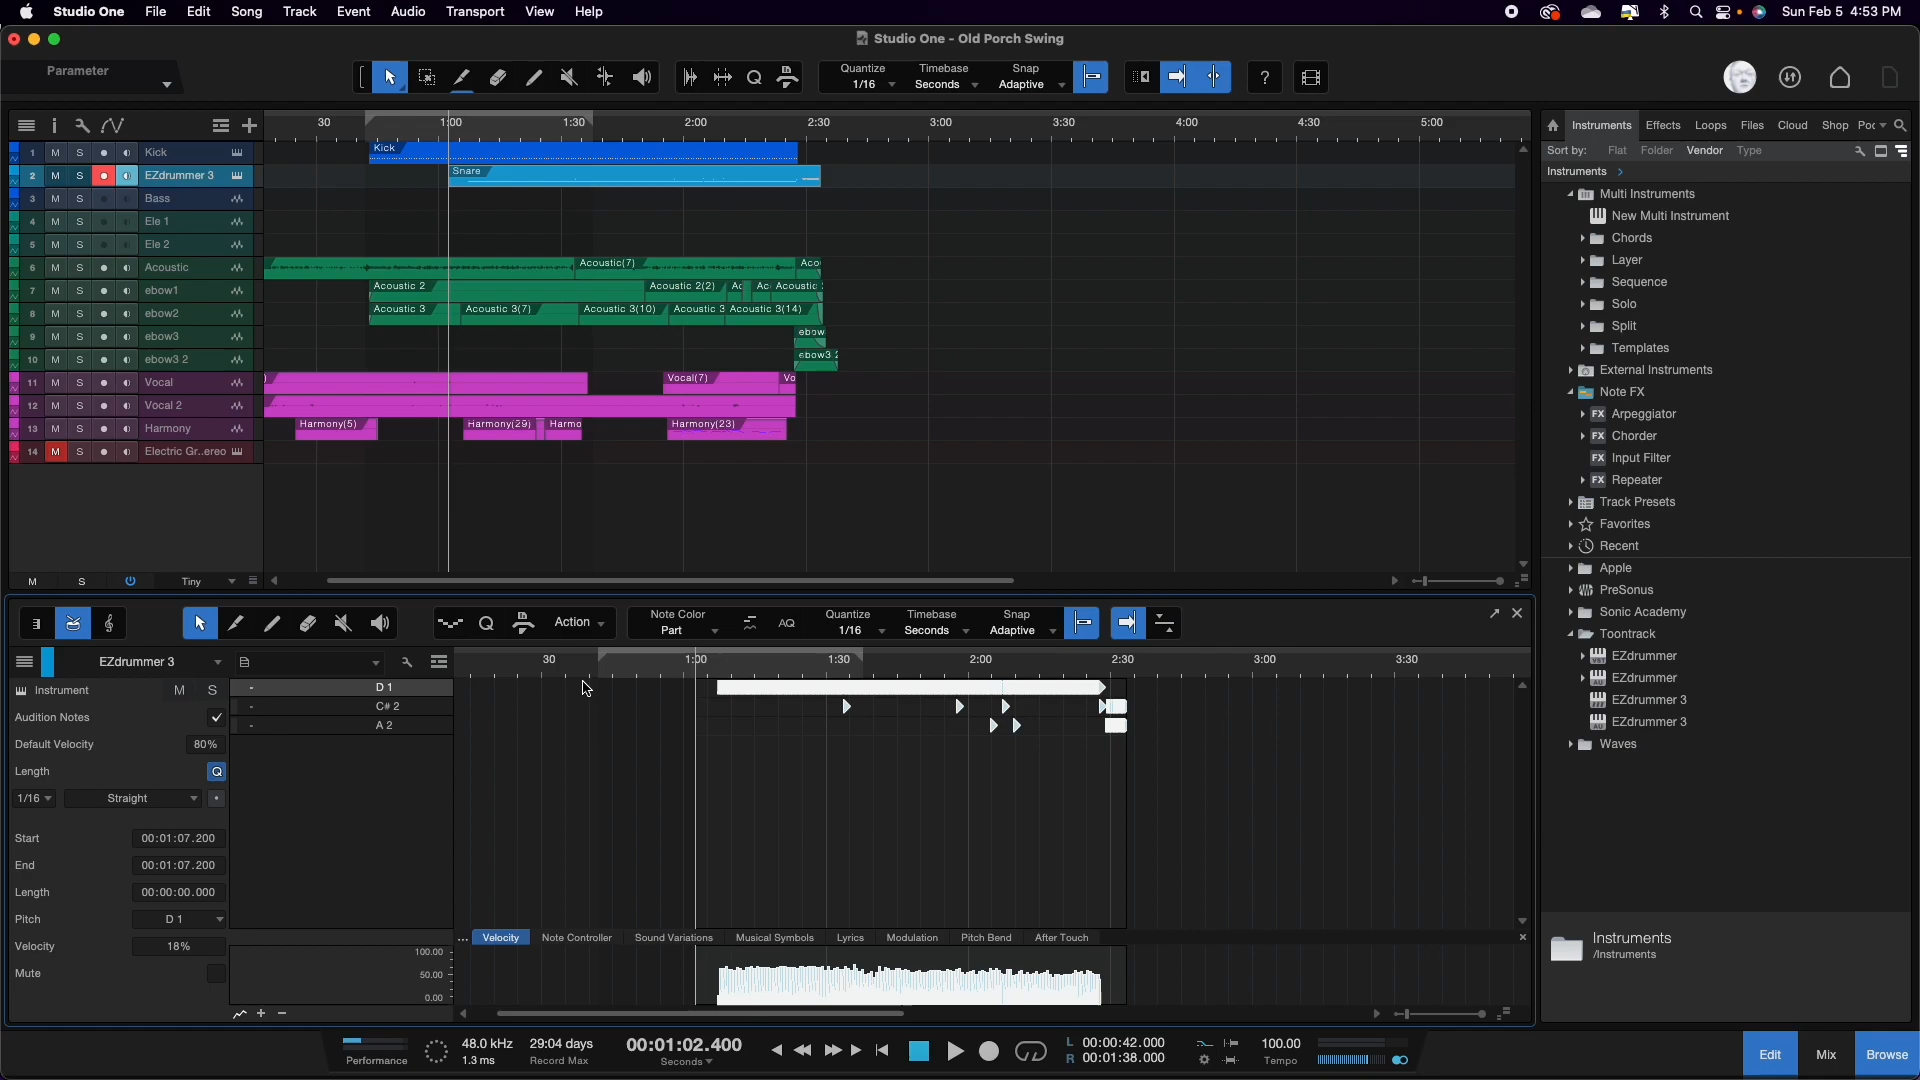 Studio One File Edit Song Track Event Audio Transport View Help Sun Feb 5 4:53 PM
Studio One - Old Porch Swing
Parameter
Quantize Timebase Snap
1/16 Seconds Adaptive ?
30 1:00 1:30 2:00 2:30 3:00 3:30 4:00 4:30 5:00
1 M S Kick
2 M S EZdrummer 3
3 M S Bass
4 M S Ele 1
5 M S Ele 2
6 M S Acoustic
7 M S ebow1
8 M S ebow2
9 M S ebow3
10 M S ebow3 2
11 M S Vocal
12 M S Vocal 2
13 M S Harmony
14 M S Electric Gr..ereo
Kick
Snare
Acoustic(7) Aco
Acoustic 2 Acoustic 2(2) Ac Ac Acoustic
Acoustic 3 Acoustic 3(7) Acoustic 3(10) Acoustic 3 Acoustic 3(14)
ebow
ebow3 2
) Vocal(7) Vo
Harmony(5) Harmony(29) Harmo Harmony(23)
M S Tiny
Instruments Effects Loops Files Cloud Shop Poc
Sort by: Flat Folder Vendor Type
Instruments
Multi Instruments
New Multi Instrument
Chords
Layer
Sequence
Solo
Split
Templates
External Instruments
Note FX
FX Arpeggiator
FX Chorder
FX Input Filter
FX Repeater
Track Presets
Favorites
Recent
Apple
PreSonus
Sonic Academy
Toontrack
EZdrummer
EZdrummer
EZdrummer 3
EZdrummer 3
Waves
Instruments
/Instruments
Action Note Color Quantize Timebase Snap
Part AQ 1/16 Seconds Adaptive
EZdrummer 3
30 1:00 1:30 2:00 2:30 3:00 3:30
Instrument M S - D 1
- C# 2
- A 2
Audition Notes
Default Velocity 80%
Length Q
1/16 Straight
Start 00:01:07.200
End 00:01:07.200
Length 00:00:00.000
Pitch D 1
Velocity 18%
Mute
... Velocity Note Controller Sound Variations Musical Symbols Lyrics Modulation Pitch Bend After Touch
100.00
50.00
0.00
48.0 kHz 29:04 days 00:01:02.400 L 00:00:42.000 100.00
Performance 1.3 ms Record Max Seconds R 00:01:38.000 Tempo
Edit Mix Browse